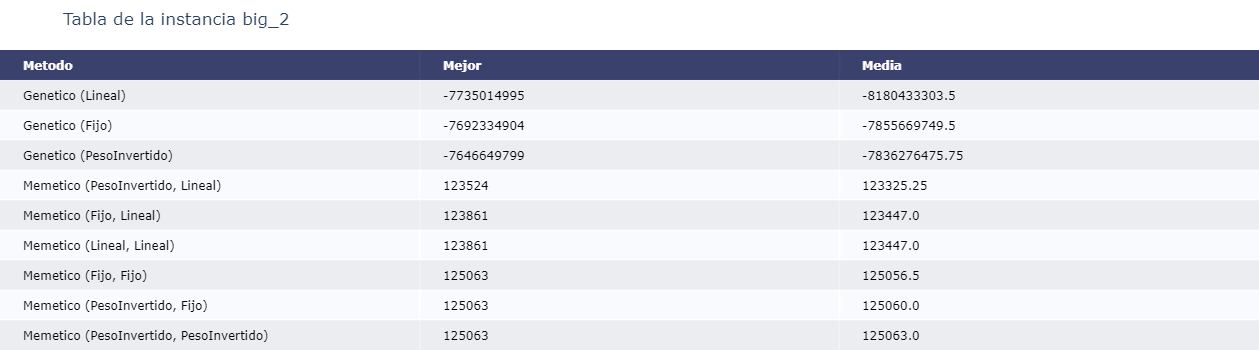 Tabla de la instancia big_2
Metodo Mejor Media
Genetico (Lineal) -7735014995 -8180433303.5
Genetico (Fijo) -7692334904 -7855669749.5
Genetico (PesoInvertido) -7646649799 -7836276475.75
Memetico (PesoInvertido, Lineal) 123524 123325.25
Memetico (Fijo, Lineal) 123861 123447.0
Memetico (Lineal, Lineal) 123861 123447.0
Memetico (Fijo, Fijo) 125063 125056.5
Memetico (PesoInvertido, Fijo) 125063 125060.0
Memetico (PesoInvertido, PesoInvertido) 125063 125063.0